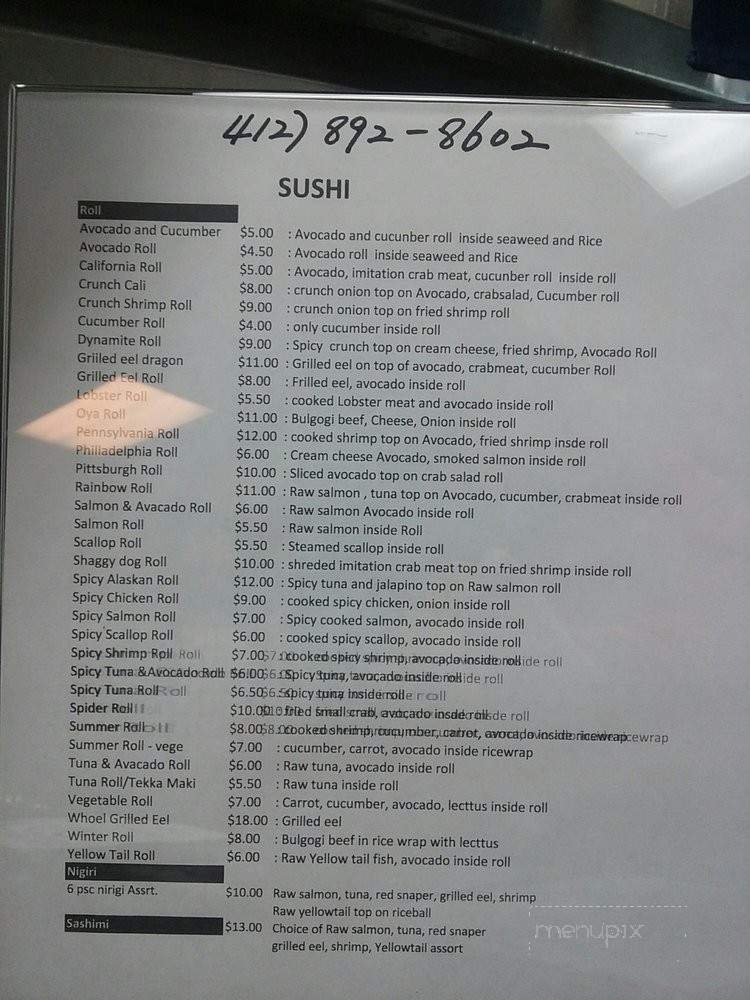 412) 892-8602
SUSHI
Roll
Avocado and Cucumber $5.00 : Avocado and cucunber roll inside seaweed and Rice
Avocado Roll $4.50 : Avocado roll inside seaweed and Rice
California Roll $5.00 : Avocado, imitation crab meat, cucunber roll inside roll
Crunch Cali $8.00 : crunch onion top on Avocado, crabsalad, Cucumber roll
Crunch Shrimp Roll $9.00 : crunch onion top on fried shrimp roll
Cucumber Roll $4.00 : only cucumber inside roll
Dynamite Roll $9.00 : Spicy crunch top on cream cheese, fried shrimp, Avocado Roll
Griilled eel dragon $11.00 : Grilled eel on top of avocado, crabmeat, cucumber Roll
Grilled Eel Roll $8.00 : Frilled eel, avocado inside roll
Lobster Roll $5.50 : cooked Lobster meat and avocado inside roll
Oya Roll $11.00 : Bulgogi beef, Cheese, Onion inside roll
Pennsylvania Roll $12.00 : cooked shrimp top on Avocado, fried shrimp insde roll
Philladelphia Roll $6.00 : Cream cheese Avocado, smoked salmon inside roll
Pittsburgh Roll $10.00 : Sliced avocado top on crab salad roll
Rainbow Roll $11.00 : Raw salmon , tuna top on Avocado, cucumber, crabmeat inside roll
Salmon & Avacado Roll $6.00 : Raw salmon Avocado inside roll
Salmon Roll $5.50 : Raw salmon inside Roll
Scallop Roll $5.50 : Steamed scallop inside roll
Shaggy dog Roll $10.00 : shreded imitation crab meat top on fried shrimp inside roll
Spicy Alaskan Roll $12.00 : Spicy tuna and jalapino top on Raw salmon roll
Spicy Chicken Roll $9.00 : cooked spicy chicken, onion inside roll
Spicy Salmon Roll $7.00 : Spicy cooked salmon, avocado inside roll
Spicy Scallop Roll $6.00 : cooked spicy scallop, avocado inside roll
Spicy Shrimp Roll $7.00 : cooked spicy shrimp, avocado inside roll
Spicy Tuna & Avocado Roll $6.00 : Spicy tuna, avocado inside roll
Spicy Tuna Roll $6.50 : spicy tuna inside roll
Spider Roll $10.00 : fried small crab, avocado inside roll
Summer Roll $8.00 : cooked shrimp, cucumber, carrot, avocado inside ricewrap
Summer Roll - vege $7.00 : cucumber, carrot, avocado inside ricewrap
Tuna & Avacado Roll $6.00 : Raw tuna, avocado inside roll
Tuna Roll/Tekka Maki $5.50 : Raw tuna inside roll
Vegetable Roll $7.00 : Carrot, cucumber, avocado, lecttus inside roll
Whoel Grilled Eel $18.00 : Grilled eel
Winter Roll $8.00 : Bulgogi beef in rice wrap with lecttus
Yellow Tail Roll $6.00 : Raw Yellow tail fish, avocado inside roll
Nigiri
6 psc nirigi Assrt. $10.00 Raw salmon, tuna, red snaper, grilled eel, shrimp
Raw yellowtail top on riceball
Sashimi $13.00 Choice of Raw salmon, tuna, red snaper
grilled eel, shrimp, Yellowtail assort
menupix